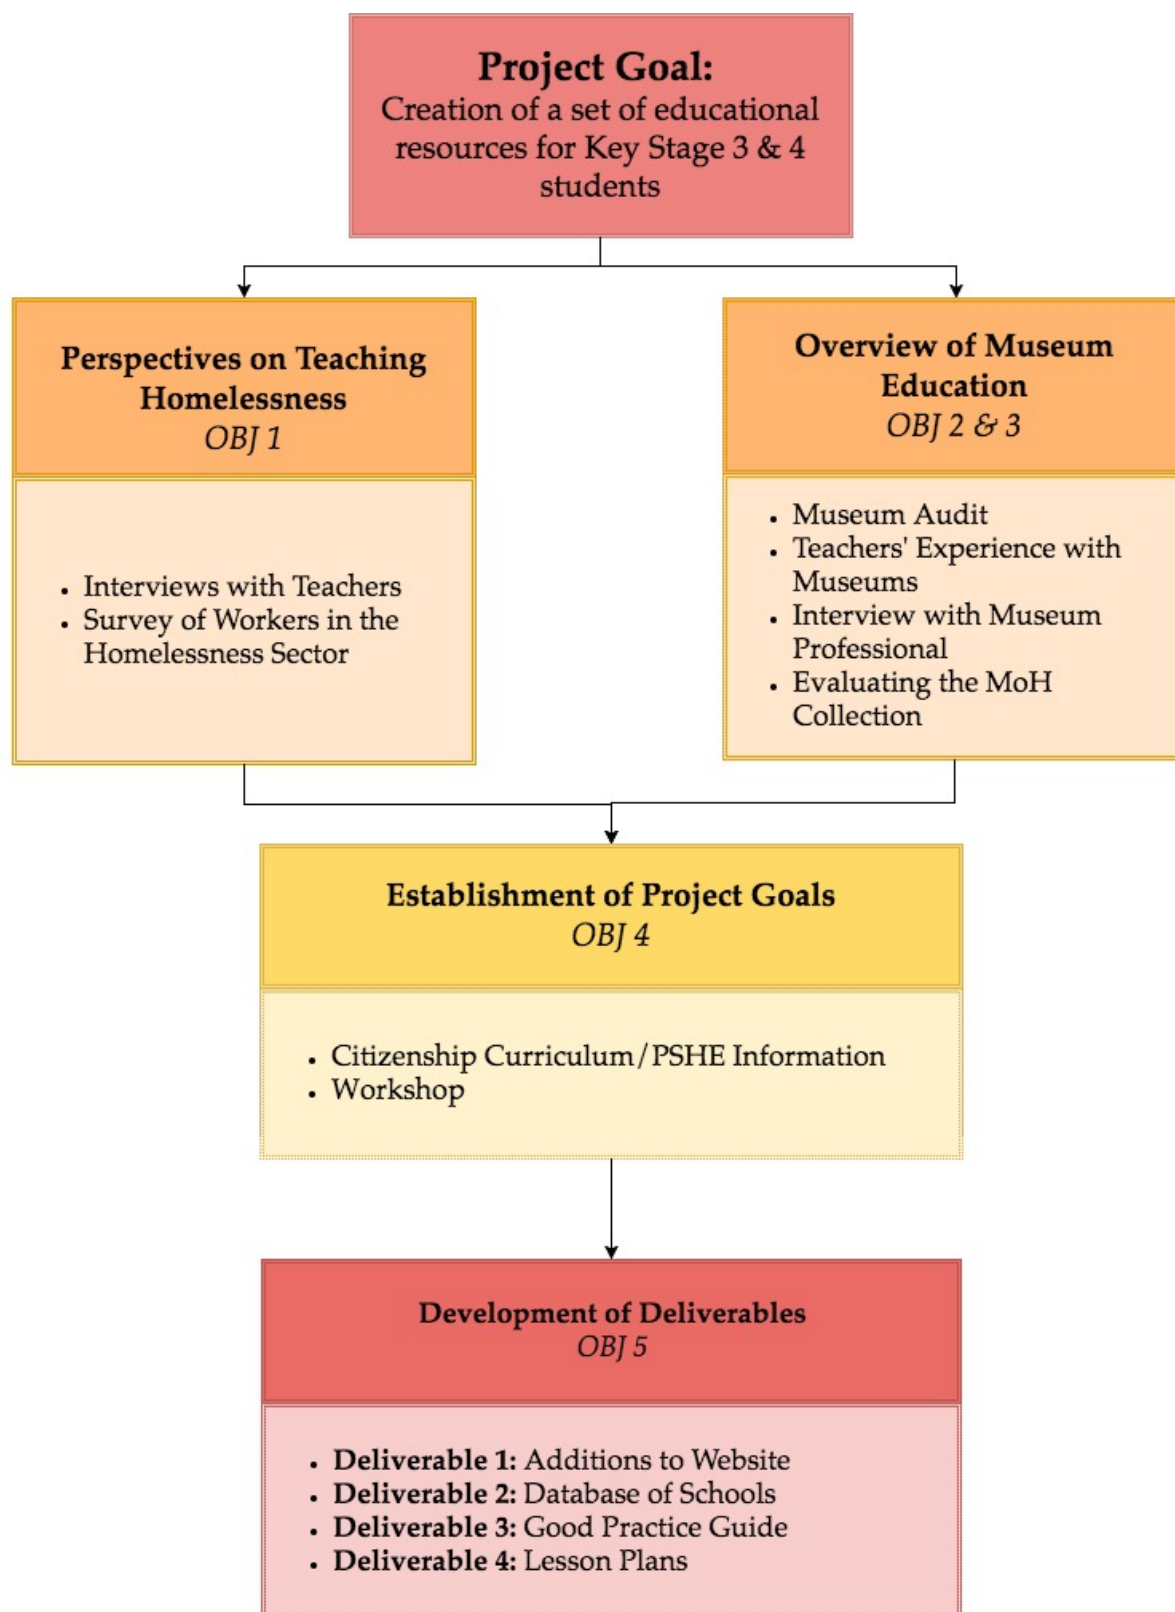 Project Goal:
Creation of a set of educational
resources for Key Stage 3 & 4
students
Perspectives on Teaching
Homelessness
OBJ 1
• Interviews with Teachers
• Survey of Workers in the
Homelessness Sector
Overview of Museum
Education
OBJ 2 & 3
• Museum Audit
• Teachers' Experience with
Museums
• Interview with Museum
Professional
• Evaluating the MoH
Collection
Establishment of Project Goals
OBJ 4
• Citizenship Curriculum/PSHE Information
• Workshop
Development of Deliverables
OBJ 5
• Deliverable 1: Additions to Website
• Deliverable 2: Database of Schools
• Deliverable 3: Good Practice Guide
• Deliverable 4: Lesson Plans